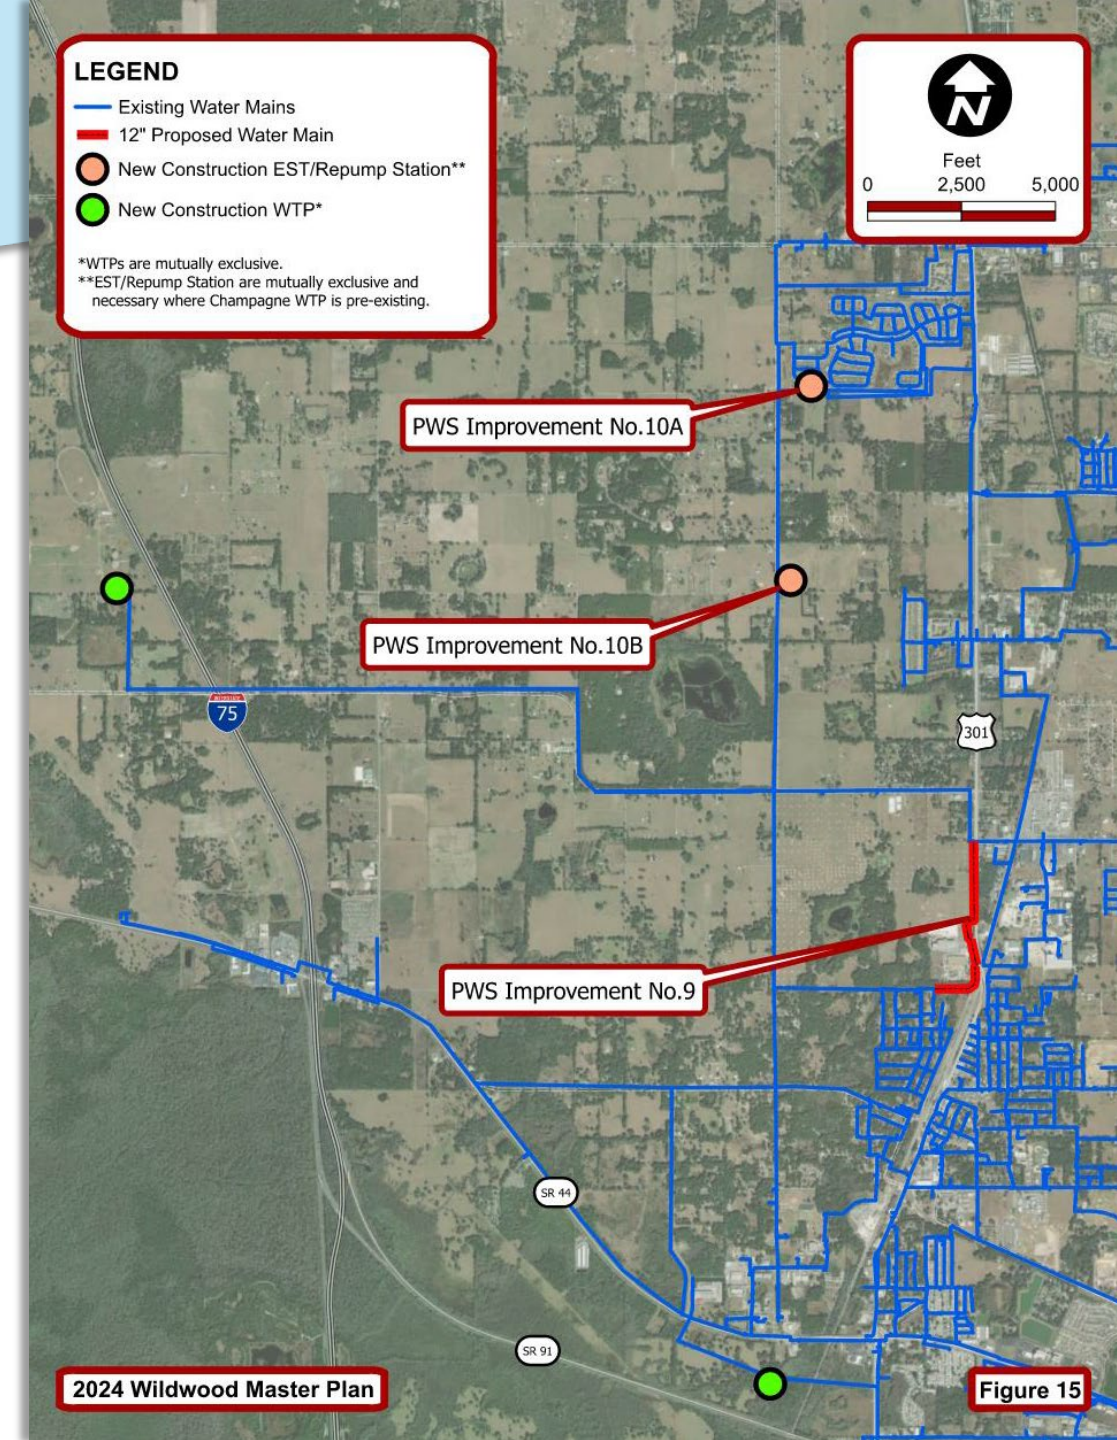 LEGEND
Existing Water Mains
12" Proposed Water Main
New Construction EST/Repump Station**
New Construction WTP*
*WTPs are mutually exclusive.
**EST/Repump Station are mutually exclusive and
necessary where Champagne WTP is pre-existing.
N
Feet
0 2,500 5,000
PWS Improvement No.10A
PWS Improvement No.10B
75
301
PWS Improvement No.9
SR 44
SR 91
2024 Wildwood Master Plan
Figure 15